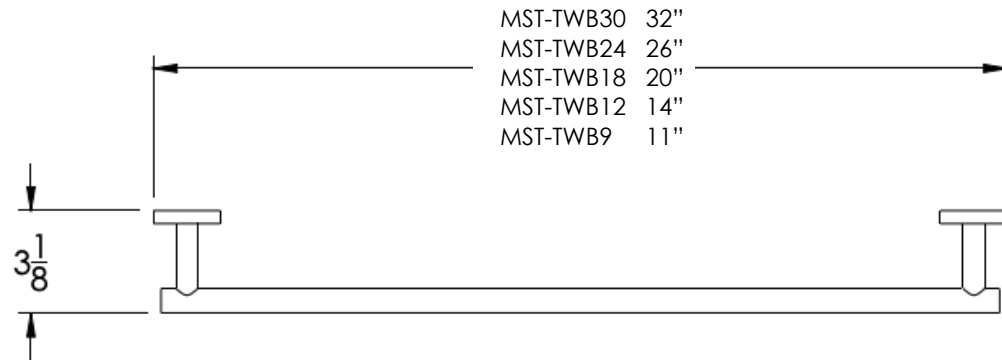 MST-TWB30 32”
MST-TWB24 26”
MST-TWB18 20”
MST-TWB12 14”
MST-TWB9 11”
3 1/8